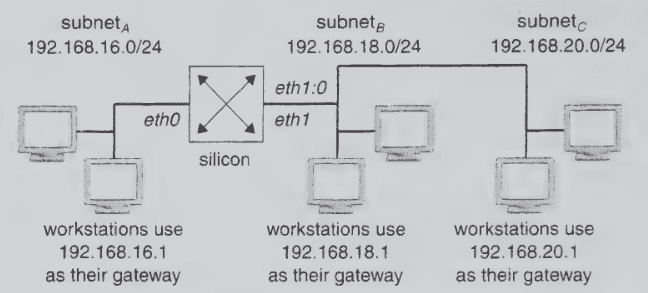 subnetA
192.168.16.0/24
subnetB
192.168.18.0/24
subnetC
192.168.20.0/24
eth0
silicon
eth1:0
eth1
workstations use
192.168.16.1
as their gateway
workstations use
192.168.18.1
as their gateway
workstations use
192.168.20.1
as their gateway